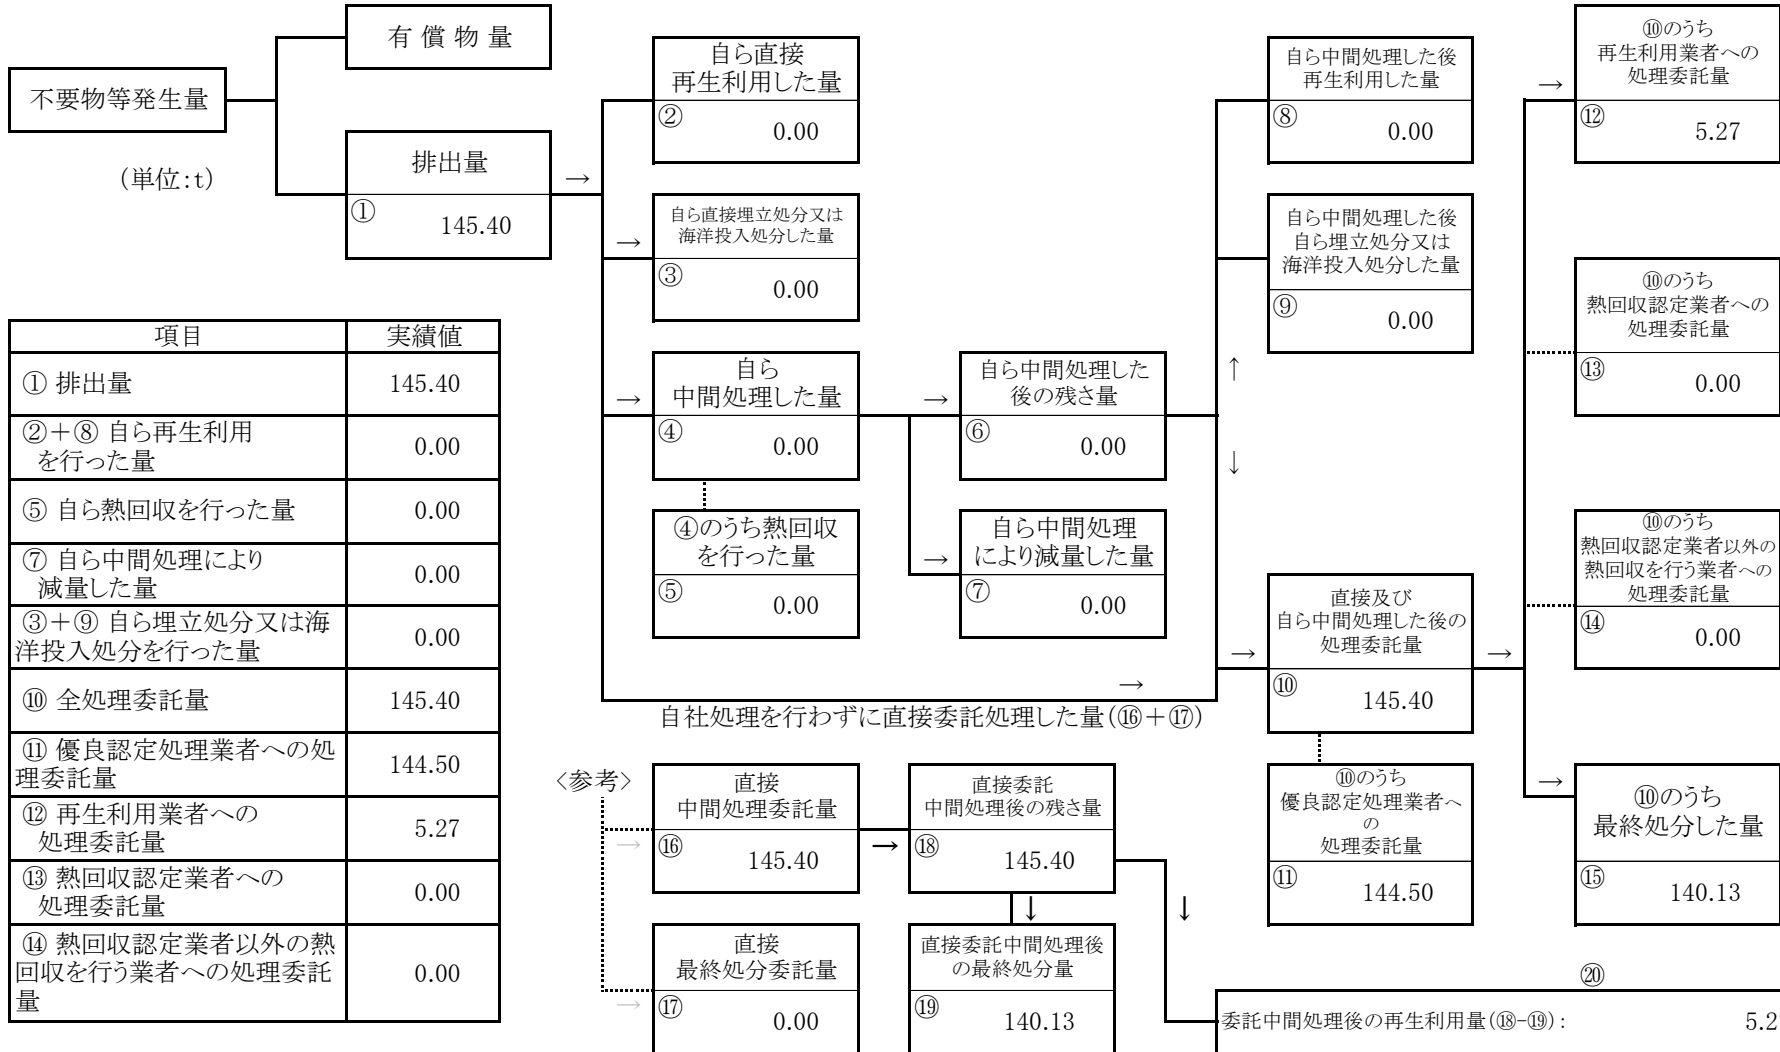 不要物等発生量
(単位:t)
有 償 物 量
排出量
①
145.40
→
自ら直接
再生利用した量
②
0.00
→
自ら直接埋立処分又は
海洋投入処分した量
③
0.00
→
自ら
中間処理した量
④
0.00
④のうち熱回収
を行った量
⑤
0.00
→
自ら中間処理した
後の残さ量
⑥
0.00
→
自ら中間処理
により減量した量
⑦
0.00
↑
↓
自ら中間処理した後
再生利用した量
⑧
0.00
自ら中間処理した後
自ら埋立処分又は
海洋投入処分した量
⑨
0.00
→
自社処理を行わずに直接委託処理した量(⑯+⑰)
→
直接及び
自ら中間処理した後の
処理委託量
⑩
145.40
→
⑩のうち
優良認定処理業者へ
の
処理委託量
⑪
144.50
→
⑩のうち
再生利用業者への
処理委託量
⑫
5.27
⑩のうち
熱回収認定業者への
処理委託量
⑬
0.00
⑩のうち
熱回収認定業者以外の
熱回収を行う業者への
処理委託量
⑭
0.00
→
⑩のうち
最終処分した量
⑮
140.13
項目 実績値
① 排出量 145.40
②+⑧ 自ら再生利用
を行った量 0.00
⑤ 自ら熱回収を行った量 0.00
⑦ 自ら中間処理により
減量した量 0.00
③+⑨ 自ら埋立処分又は海
洋投入処分を行った量 0.00
⑩ 全処理委託量 145.40
⑪ 優良認定処理業者への処
理委託量 144.50
⑫ 再生利用業者への
処理委託量 5.27
⑬ 熱回収認定業者への
処理委託量 0.00
⑭ 熱回収認定業者以外の熱
回収を行う業者への処理委託
量 0.00
<参考>
→
直接
中間処理委託量
⑯
145.40
→
直接委託
中間処理後の残さ量
⑱
145.40
↓
↓
→
直接
最終処分委託量
⑰
0.00
直接委託中間処理後
の最終処分量
⑲
140.13
⑳
委託中間処理後の再生利用量(⑱-⑲):